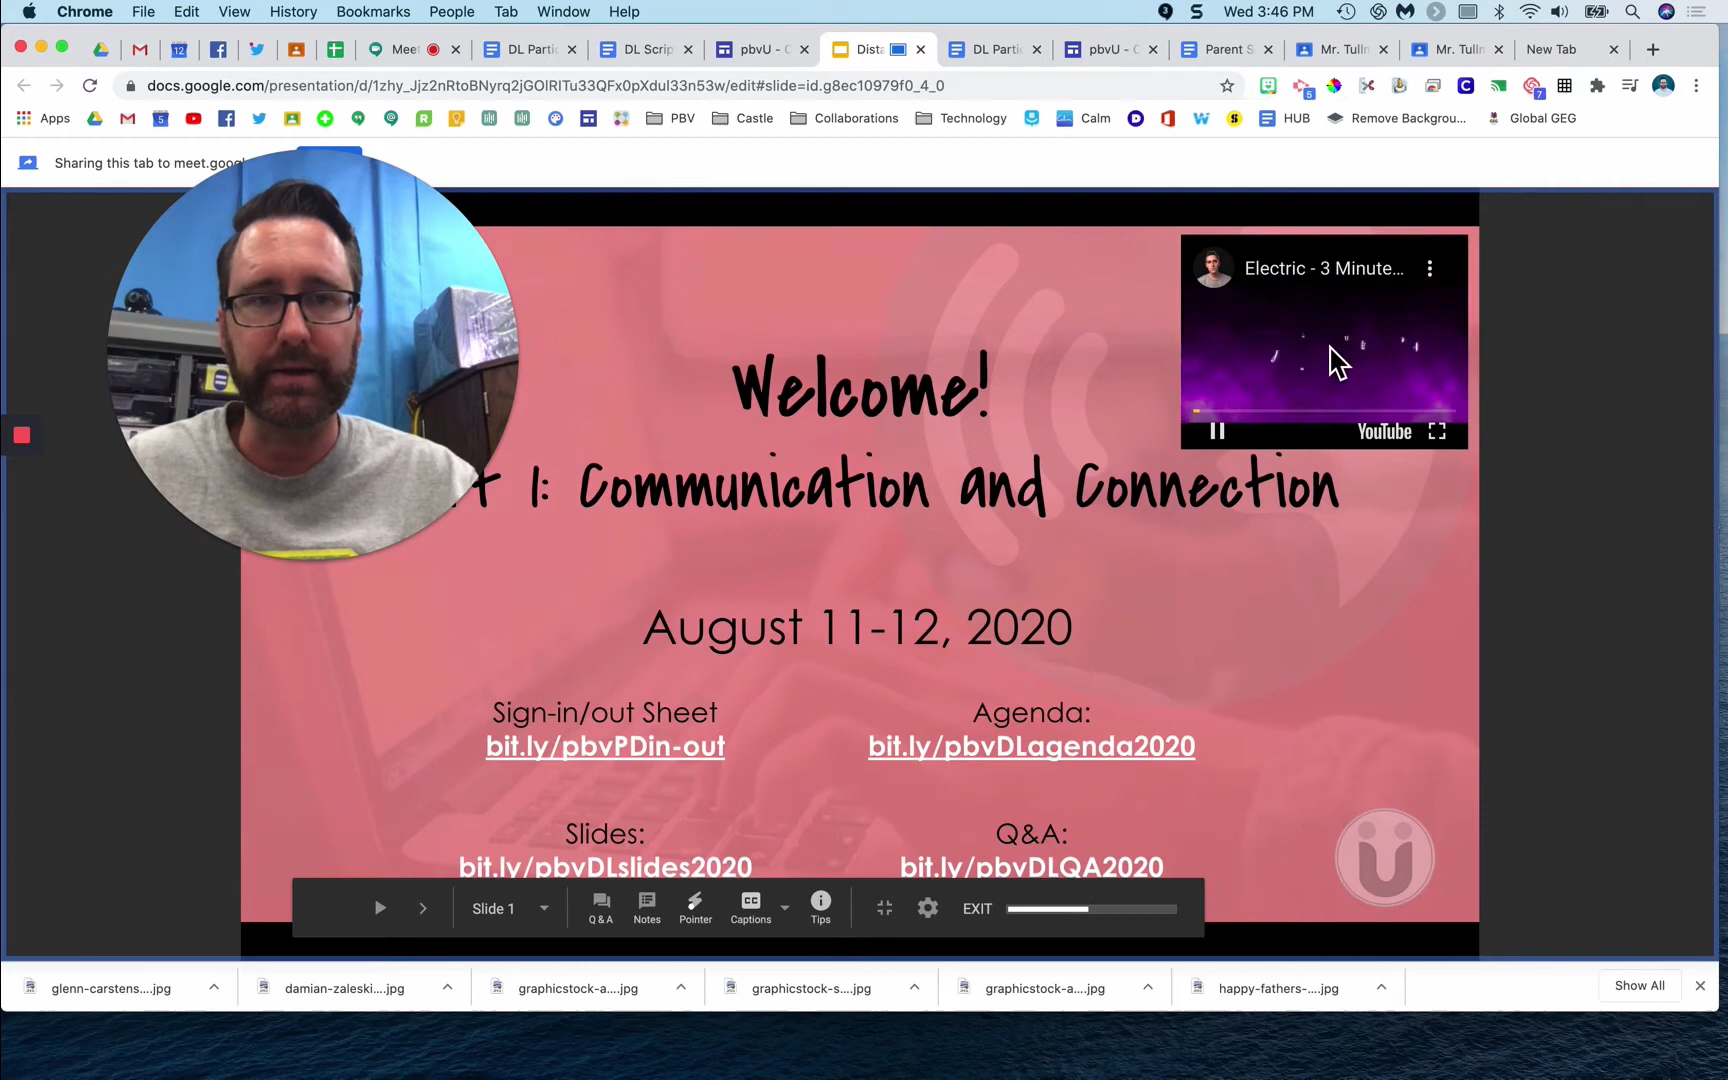 Chrome File Edit View History Bookmarks People Tab Window Help
Wed 3:46 PM
Meet
DL Partic
DL Scrip
pbvU - C
Dista
DL Partic
pbvU - C
Parent S
Mr. Tullm
Mr. Tullm
New Tab
docs.google.com/presentation/d/1zhy_Jjz2nRtoBNyrq2jGOlRITu33QFx0pXdul33n53w/edit#slide=id.g8ec10979f0_4_0
Apps
PBV
Castle
Collaborations
Technology
Calm
HUB
Remove Backgrou...
Global GEG
Sharing this tab to meet.goog
Electric - 3 Minute...
YouTube
Welcome!
t 1: Communication and Connection
August 11-12, 2020
Sign-in/out Sheet
bit.ly/pbvPDin-out
Agenda:
bit.ly/pbvDLagenda2020
Slides:
bit.ly/pbvDLslides2020
Q&A:
bit.ly/pbvDLQA2020
Slide 1
Q & A
Notes
Pointer
CC
Captions
Tips
EXIT
glenn-carstens....jpg
damian-zaleski....jpg
graphicstock-a....jpg
graphicstock-s....jpg
graphicstock-a....jpg
happy-fathers-....jpg
Show All